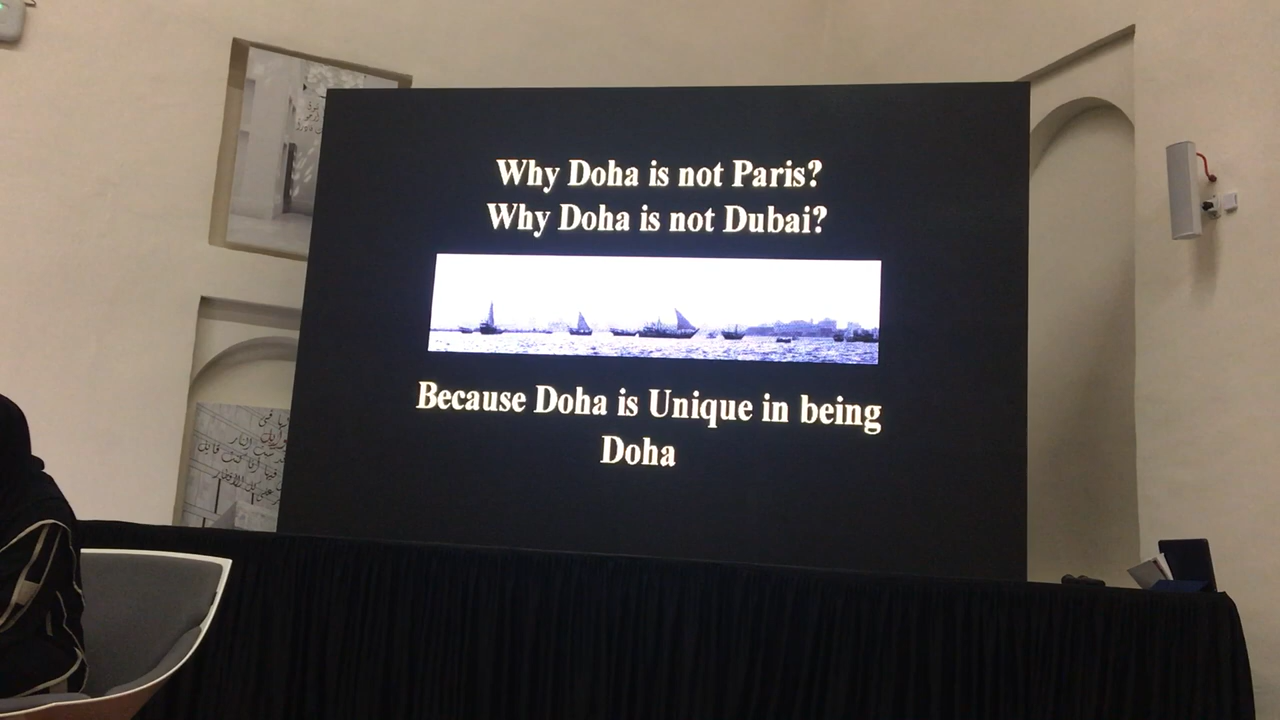 Why Doha is not Paris?
Why Doha is not Dubai?
Because Doha is Unique in being
Doha